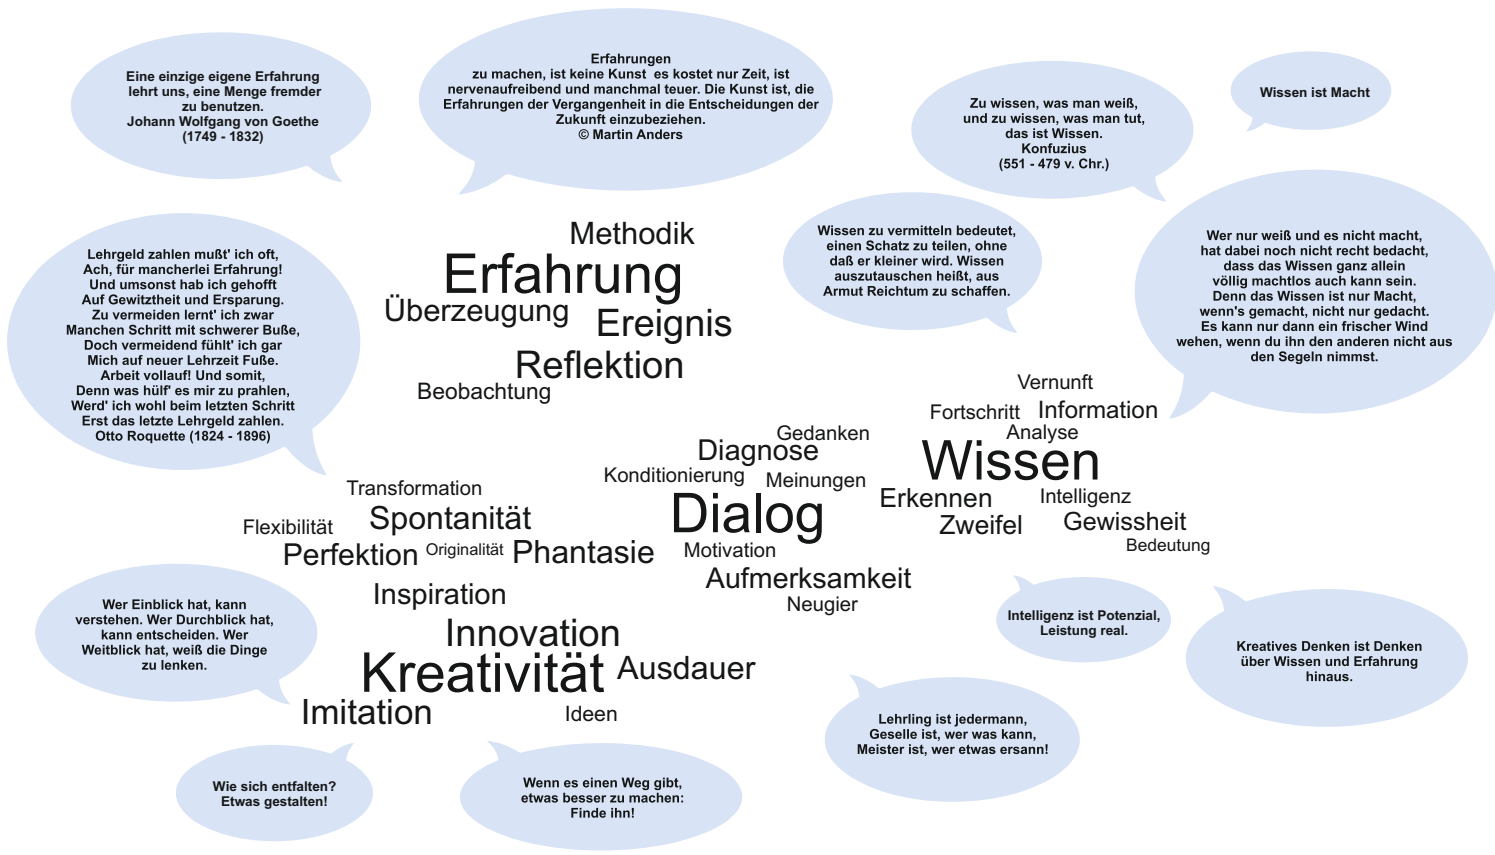 Eine einzige eigene Erfahrung
lehrt uns, eine Menge fremder
zu benutzen.
Johann Wolfgang von Goethe
(1749 - 1832)
Erfahrungen
zu machen, ist keine Kunst  es kostet nur Zeit, ist
nervenaufreibend und manchmal teuer. Die Kunst ist, die
Erfahrungen der Vergangenheit in die Entscheidungen der
Zukunft einzubeziehen.
© Martin Anders
Zu wissen, was man weiß,
und zu wissen, was man tut,
das ist Wissen.
Konfuzius
(551 - 479 v. Chr.)
Wissen ist Macht
Lehrgeld zahlen mußt' ich oft,
Ach, für mancherlei Erfahrung!
Und umsonst hab ich gehofft
Auf Gewitztheit und Ersparung.
Zu vermeiden lernt' ich zwar
Manchen Schritt mit schwerer Buße,
Doch vermeidend fühlt' ich gar
Mich auf neuer Lehrzeit Fuße.
Arbeit vollauf! Und somit,
Denn was hülf' es mir zu prahlen,
Werd' ich wohl beim letzten Schritt
Erst das letzte Lehrgeld zahlen.
Otto Roquette (1824 - 1896)
Wissen zu vermitteln bedeutet,
einen Schatz zu teilen, ohne
daß er kleiner wird. Wissen
auszutauschen heißt, aus
Armut Reichtum zu schaffen.
Wer nur weiß und es nicht macht,
hat dabei noch nicht recht bedacht,
dass das Wissen ganz allein
völlig machtlos auch kann sein.
Denn das Wissen ist nur Macht,
wenn's gemacht, nicht nur gedacht.
Es kann nur dann ein frischer Wind
wehen, wenn du ihn den anderen nicht aus
den Segeln nimmst.
Methodik
Erfahrung
Überzeugung
Ereignis
Reflektion
Beobachtung
Vernunft
Fortschritt
Information
Analyse
Wissen
Erkennen
Intelligenz
Zweifel
Gewissheit
Bedeutung
Gedanken
Diagnose
Konditionierung
Meinungen
Dialog
Motivation
Aufmerksamkeit
Neugier
Transformation
Flexibilität
Spontanität
Perfektion
Originalität
Phantasie
Inspiration
Innovation
Kreativität
Ausdauer
Imitation
Ideen
Wer Einblick hat, kann
verstehen. Wer Durchblick hat,
kann entscheiden. Wer
Weitblick hat, weiß die Dinge
zu lenken.
Intelligenz ist Potenzial,
Leistung real.
Kreatives Denken ist Denken
über Wissen und Erfahrung
hinaus.
Lehrling ist jedermann,
Geselle ist, wer was kann,
Meister ist, wer etwas ersann!
Wie sich entfalten?
Etwas gestalten!
Wenn es einen Weg gibt,
etwas besser zu machen:
Finde ihn!